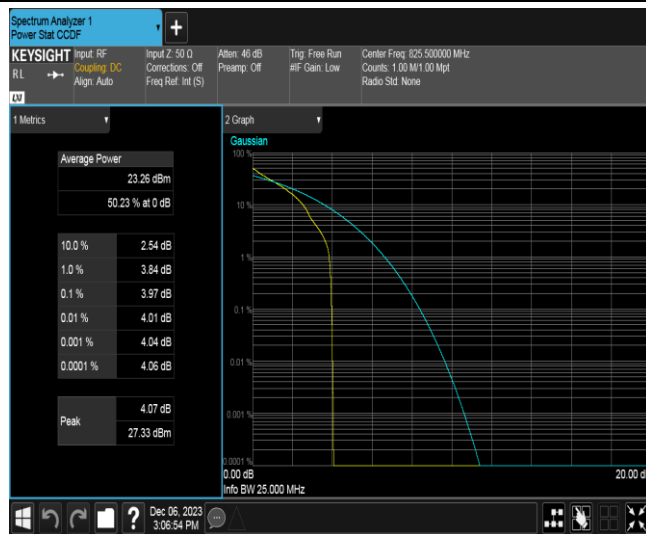 Spectrum Analyzer 1
Power Stat CCDF
+
KEYSIGHT
RL
LXI
Input: RF
Coupling: DC
Align: Auto
Input Z: 50 Ω
Corrections: Off
Freq Ref: Int (S)
Atten: 46 dB
Preamp: Off
Trig: Free Run
#IF Gain: Low
Center Freq: 825.500000 MHz
Counts: 1.00 M/1.00 Mpt
Radio Std: None
1 Metrics
Average Power
23.26 dBm
50.23 % at 0 dB
10.0 % 2.54 dB
1.0 % 3.84 dB
0.1 % 3.97 dB
0.01 % 4.01 dB
0.001 % 4.04 dB
0.0001 % 4.06 dB
Peak
4.07 dB
27.33 dBm
2 Graph
Gaussian
100 %
10 %
1 %
0.1 %
0.01 %
0.001 %
0.0001 %
0.00 dB 20.00 d
Info BW 25.000 MHz
?
Dec 06, 2023
3:06:54 PM